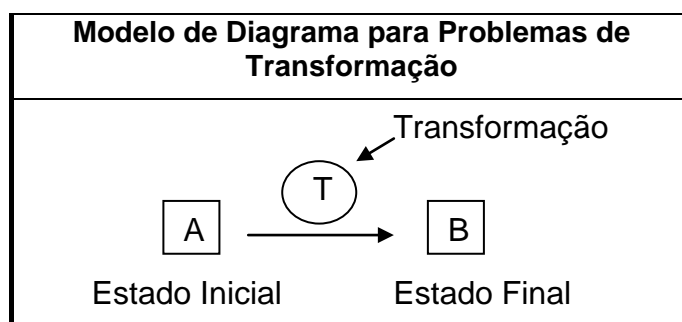 Modelo de Diagrama para Problemas de
Transformação
Transformação
T
A
B
Estado Inicial
Estado Final